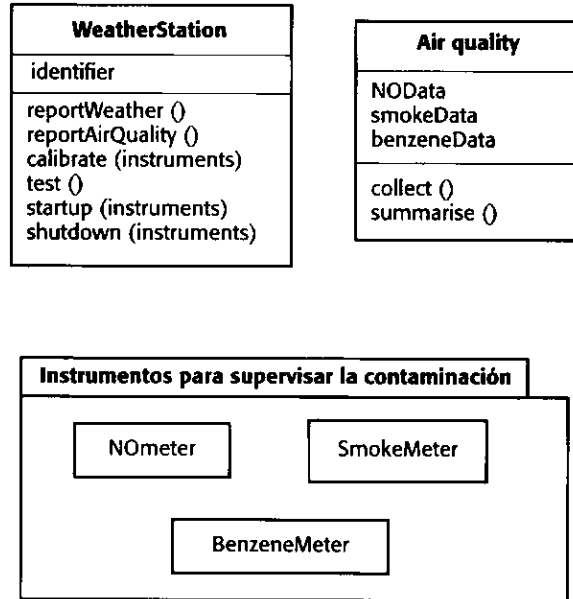 WeatherStation
identifier
reportWeather ()
reportAirQuality ()
calibrate (instruments)
test ()
startup (instruments)
shutdown (instruments)
Air quality
NOData
smokeData
benzeneData
collect ()
summarise ()
Instrumentos para supervisar la contaminación
NOmeter
SmokeMeter
BenzeneMeter